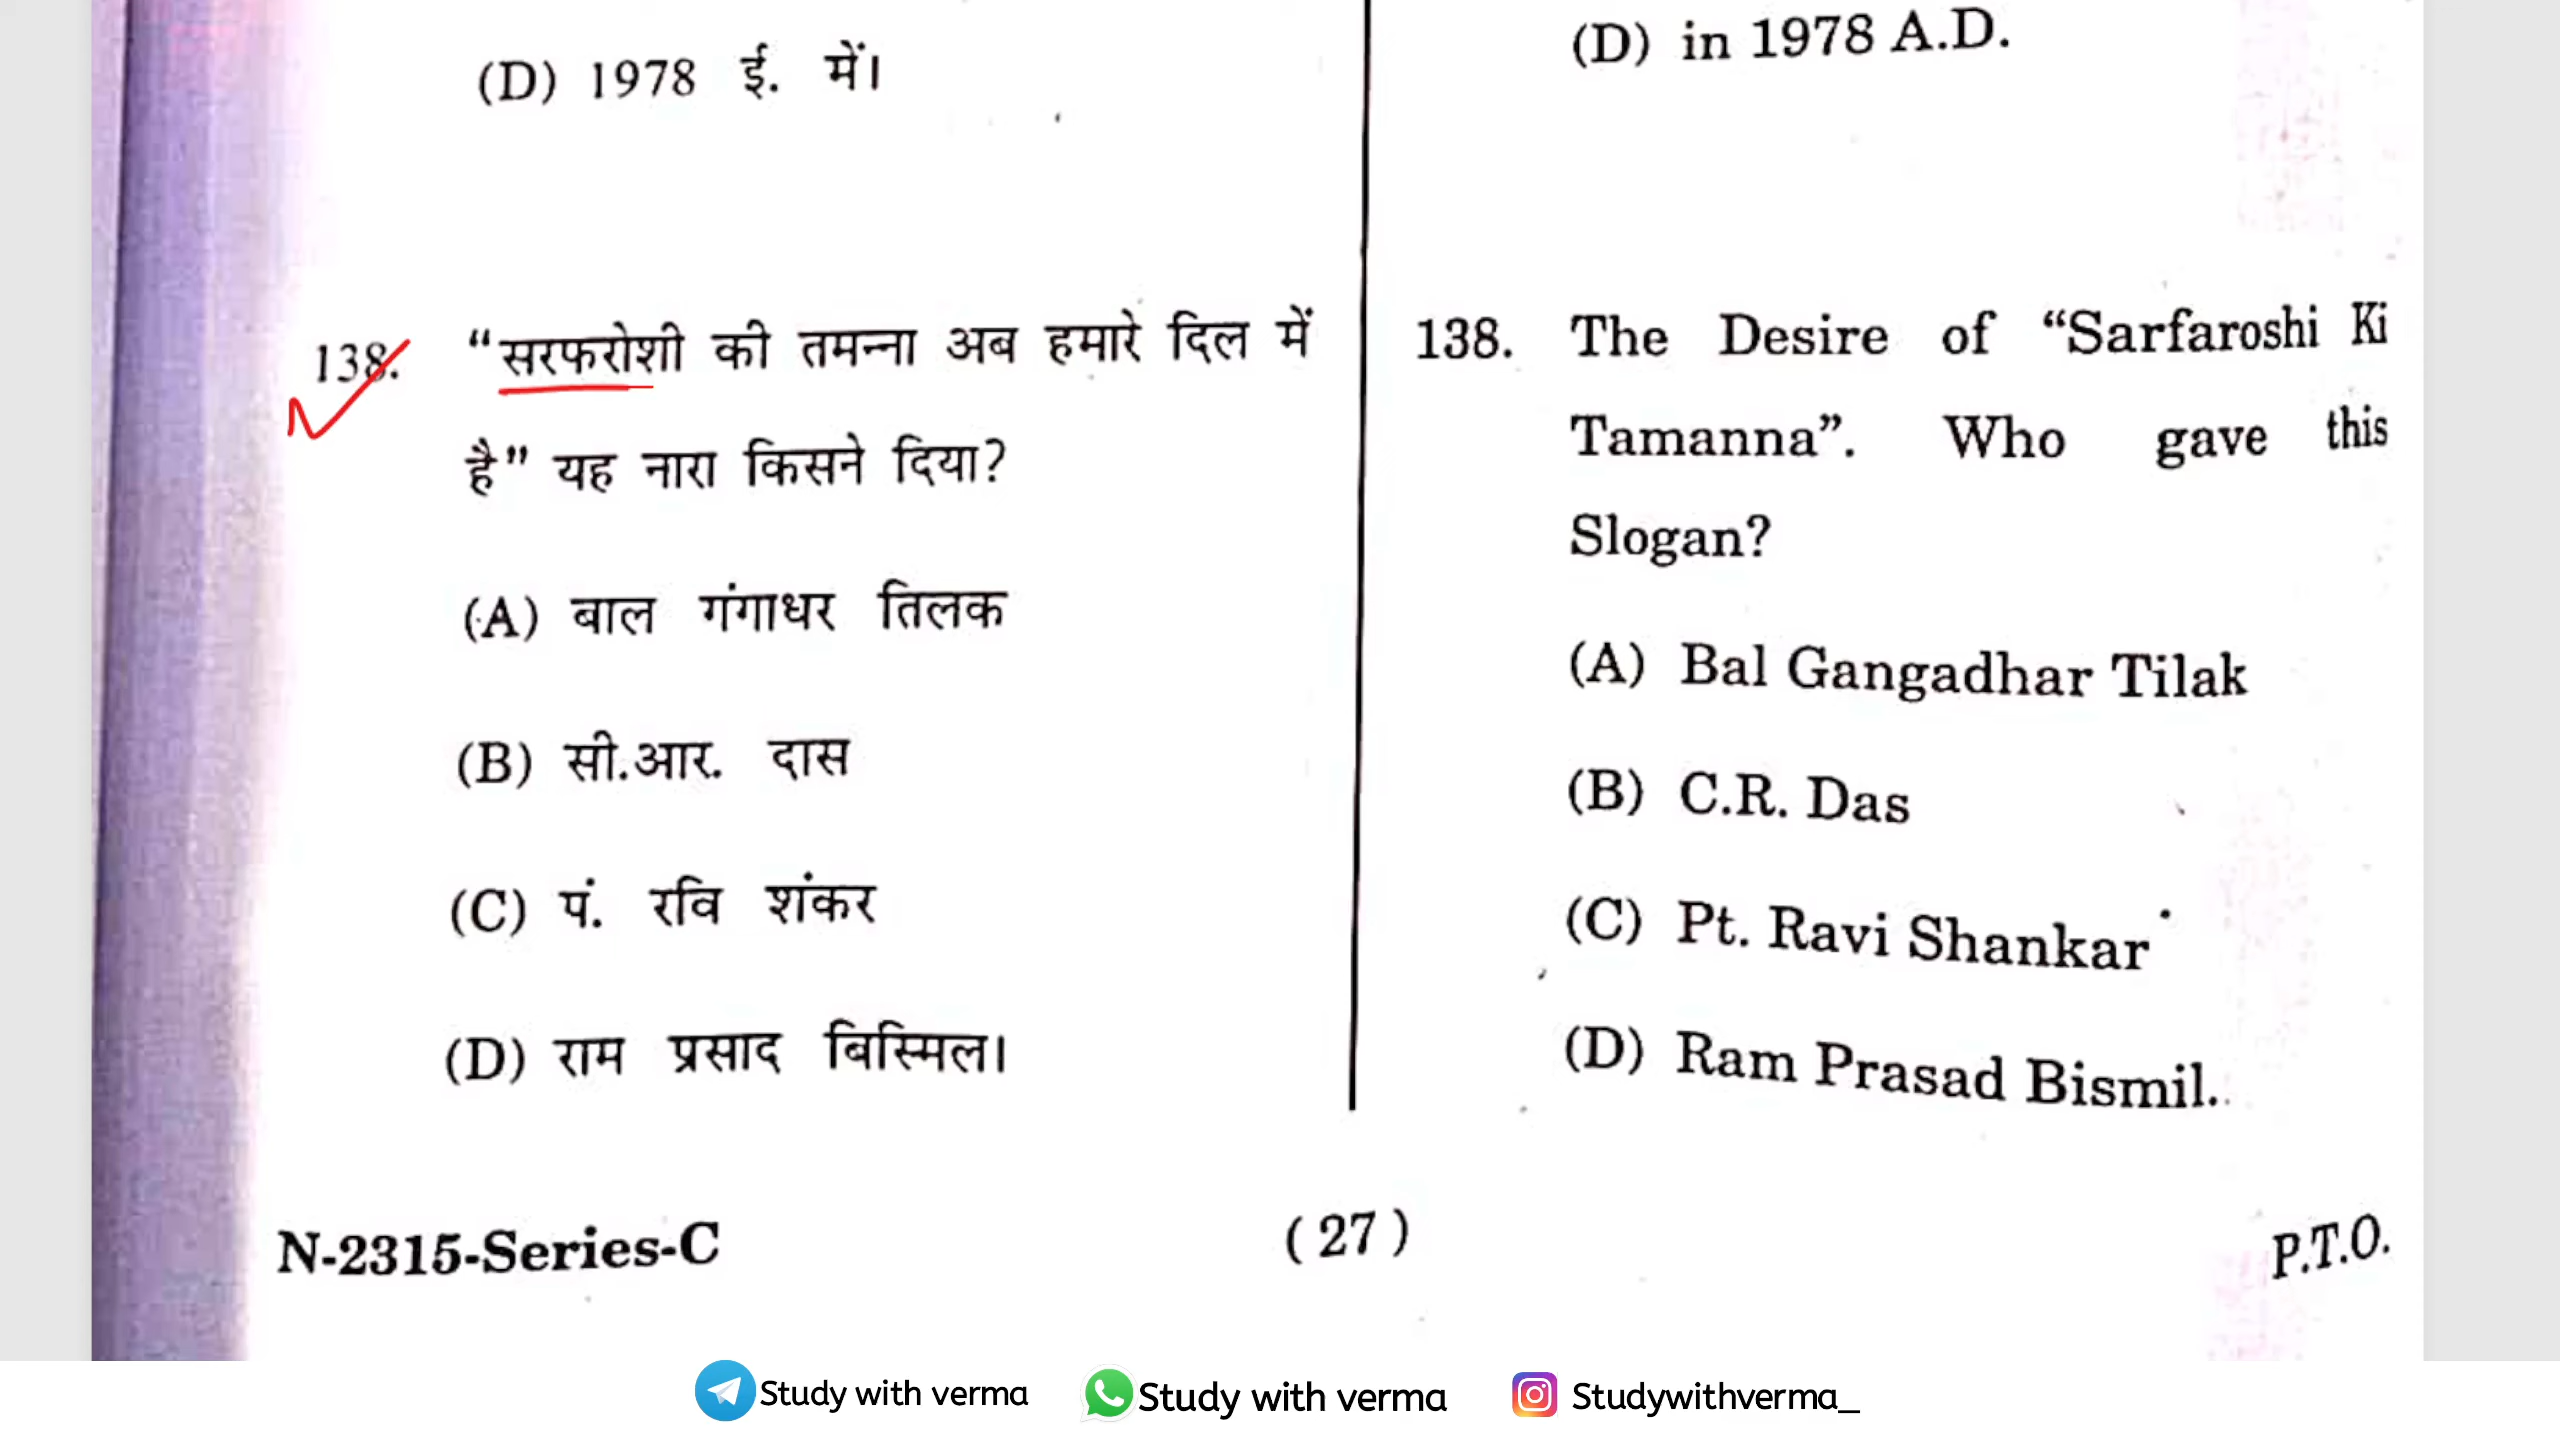 (D) 1978 ई. में।
138. “सरफरोशी की तमन्ना अब हमारे दिल में
है” यह नारा किसने दिया?
(A) बाल गंगाधर तिलक
(B) सी.आर. दास
(C) पं. रवि शंकर
(D) राम प्रसाद बिस्मिल।
(D) in 1978 A.D.
138. The Desire of “Sarfaroshi Ki
Tamanna”. Who gave this
Slogan?
(A) Bal Gangadhar Tilak
(B) C.R. Das
(C) Pt. Ravi Shankar
(D) Ram Prasad Bismil.
N-2315-Series-C (27) P.T.O.
Study with verma Study with verma Studywithverma_